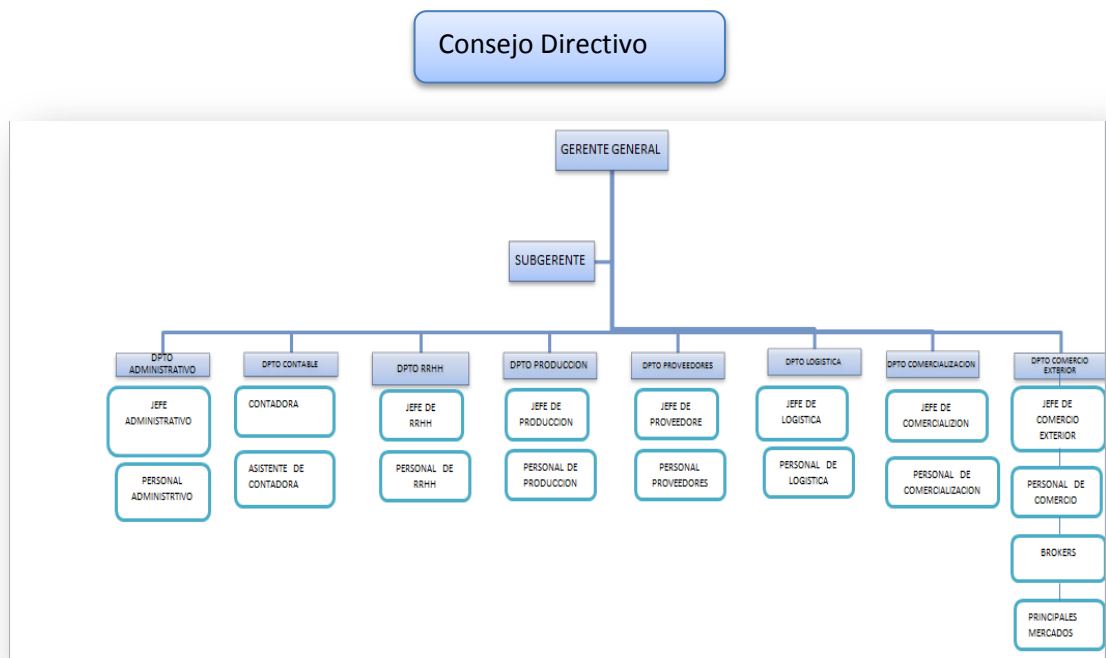 Consejo Directivo
GERENTE GENERAL
SUBGERENTE
DPTO
ADMINISTRATIVO
DPTO CONTABLE
DPTO RRHH
DPTO PRODUCCION
DPTO PROVEEDORES
DPTO LOGISTICA
DPTO COMERCIALIZACION
DPTO COMERCIO
EXTERIOR
JEFE
ADMINISTRATIVO
CONTADORA
JEFE DE
RRHH
JEFE DE
PRODUCCION
JEFE DE
PROVEEDORE
JEFE DE
LOGISTICA
JEFE DE
COMERCIALIZION
JEFE DE
COMERCIO
EXTERIOR
PERSONAL
ADMINISTRTIVO
ASISTENTE DE
CONTADORA
PERSONAL DE
RRHH
PERSONAL DE
PRODUCCION
PERSONAL
PROVEEDORES
PERSONAL DE
LOGISTICA
PERSONAL DE
COMERCIALIZACION
PERSONAL DE
COMERCIO
BROKERS
PRINCIPALES
MERCADOS